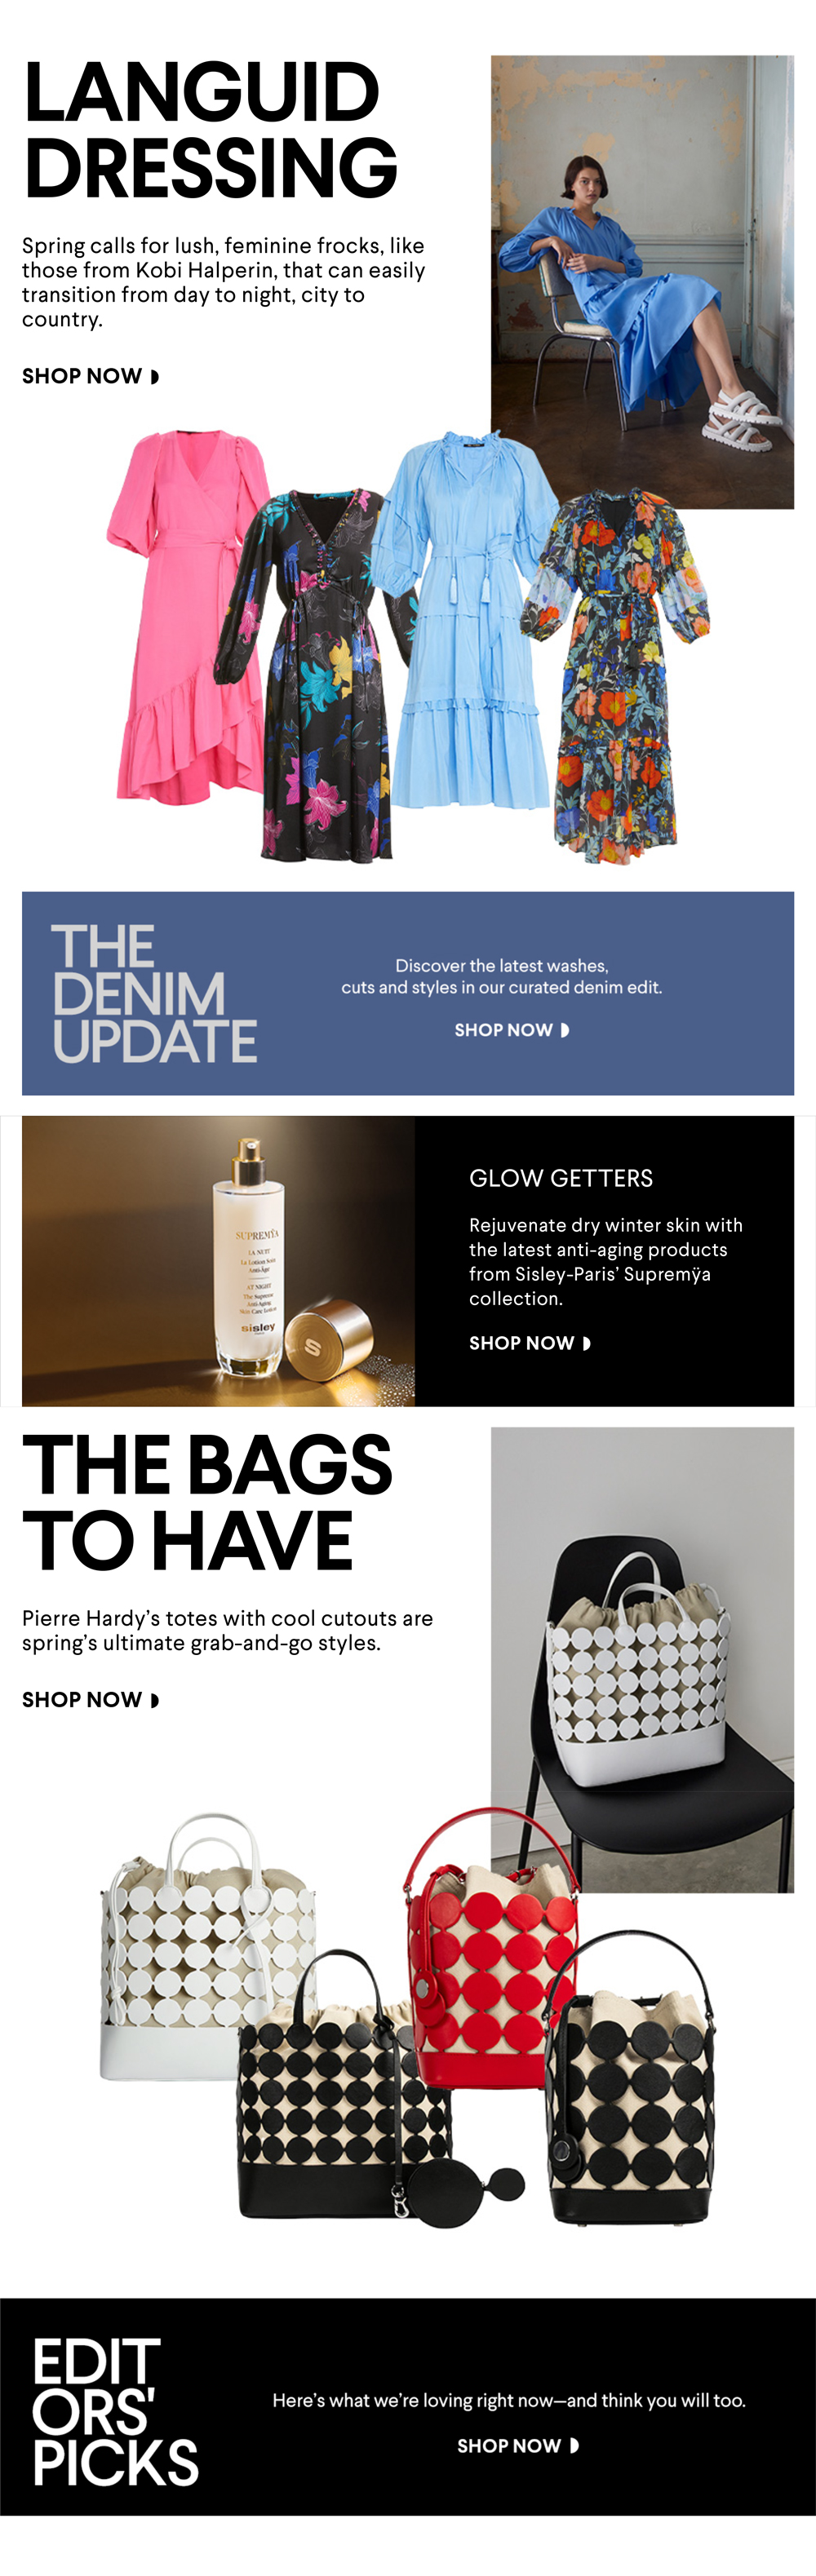 LANGUID
DRESSING
Spring calls for lush, feminine frocks, like
those from Kobi Halperin, that can easily
transition from day to night, city to
country.
SHOP NOW
THE
DENIM
UPDATE
Discover the latest washes,
cuts and styles in our curated denim edit.
SHOP NOW
SUPREMŸA
LA NUIT
La Lotion Soin
Anti-Âge
AT NIGHT
The Supreme
Anti-Aging
Skin Care Lotion
sisley
PARIS
S
GLOW GETTERS
Rejuvenate dry winter skin with
the latest anti-aging products
from Sisley-Paris’ Supremÿa
collection.
SHOP NOW
THE BAGS
TO HAVE
Pierre Hardy’s totes with cool cutouts are
spring’s ultimate grab-and-go styles.
SHOP NOW
EDIT
ORS'
PICKS
Here’s what we’re loving right now—and think you will too.
SHOP NOW